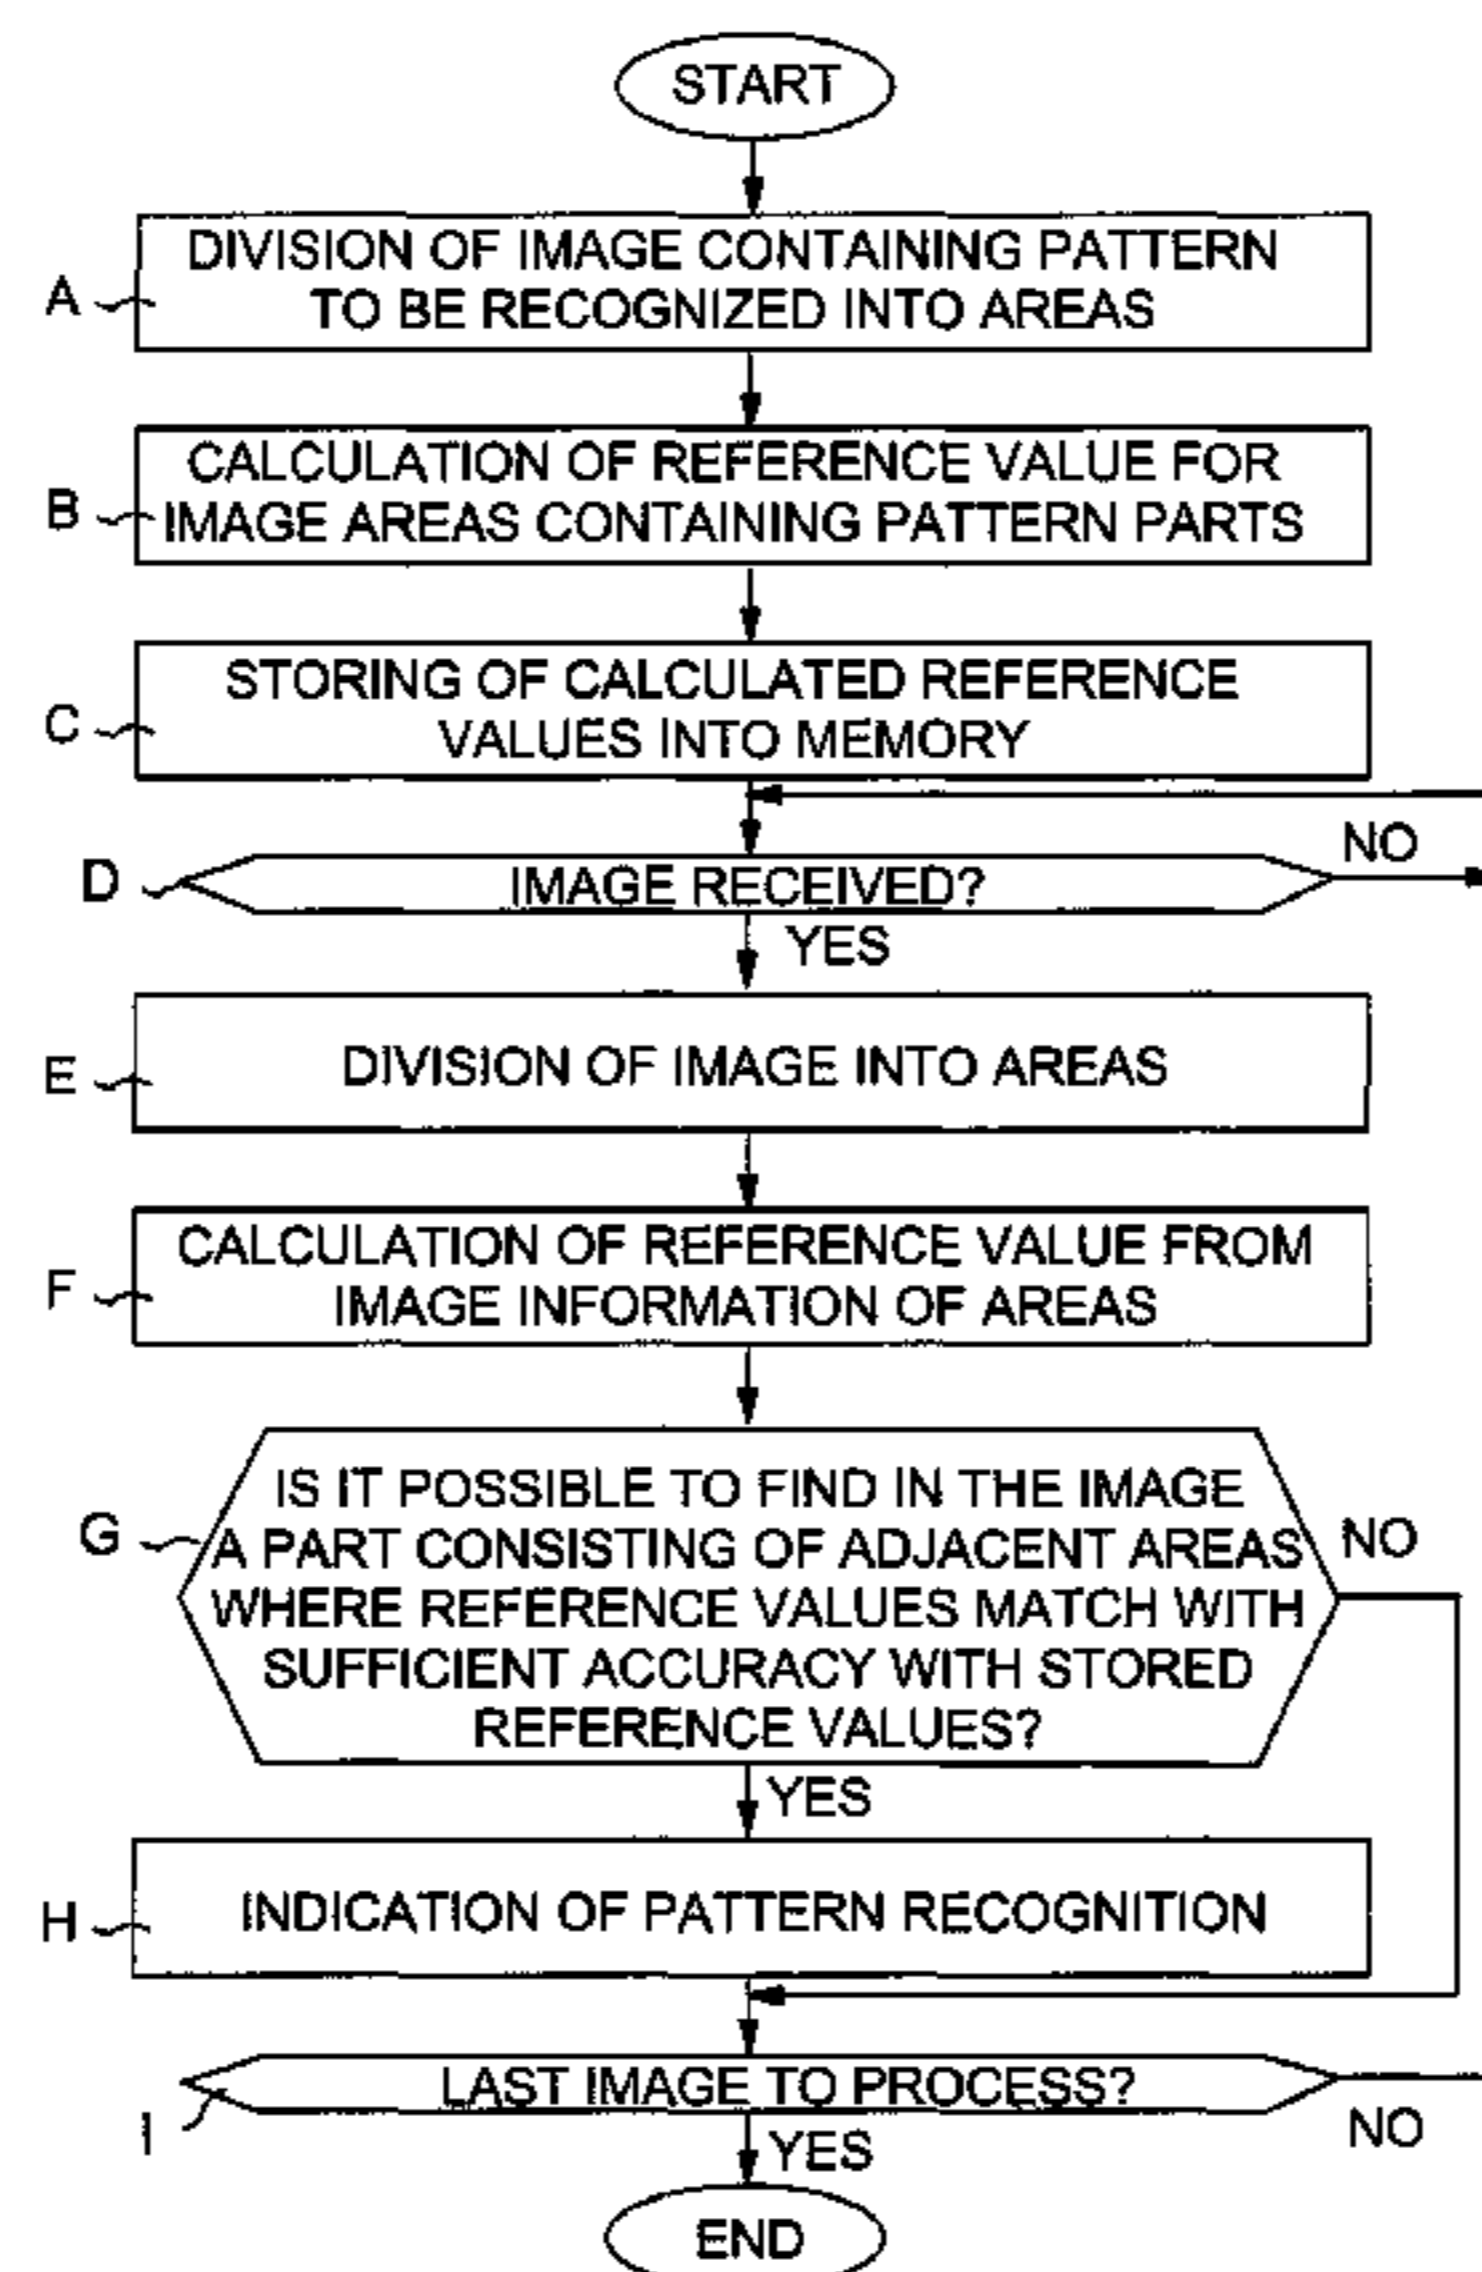 START
A
DIVISION OF IMAGE CONTAINING PATTERN
TO BE RECOGNIZED INTO AREAS
B
CALCULATION OF REFERENCE VALUE FOR
IMAGE AREAS CONTAINING PATTERN PARTS
C
STORING OF CALCULATED REFERENCE
VALUES INTO MEMORY
D
IMAGE RECEIVED?
NO
YES
E
DIVISION OF IMAGE INTO AREAS
F
CALCULATION OF REFERENCE VALUE FROM
IMAGE INFORMATION OF AREAS
G
IS IT POSSIBLE TO FIND IN THE IMAGE
A PART CONSISTING OF ADJACENT AREAS
WHERE REFERENCE VALUES MATCH WITH
SUFFICIENT ACCURACY WITH STORED
REFERENCE VALUES?
NO
YES
H
INDICATION OF PATTERN RECOGNITION
I
LAST IMAGE TO PROCESS?
NO
YES
END